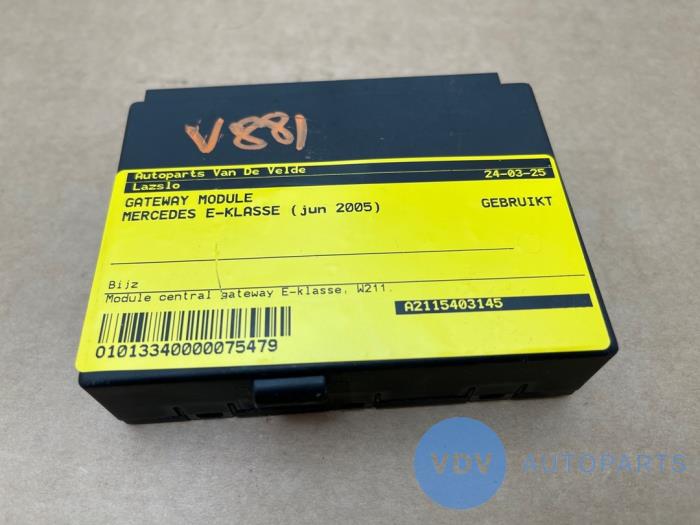 V881
Autoparts Van De Velde
Lazslo 24-03-25
GATEWAY MODULE
MERCEDES E-KLASSE (jun 2005) GEBRUIKT
Bijz
Module central gateway E-klasse, W211.
A2115403145
O1013340000075479
VDV AUTOPARTS